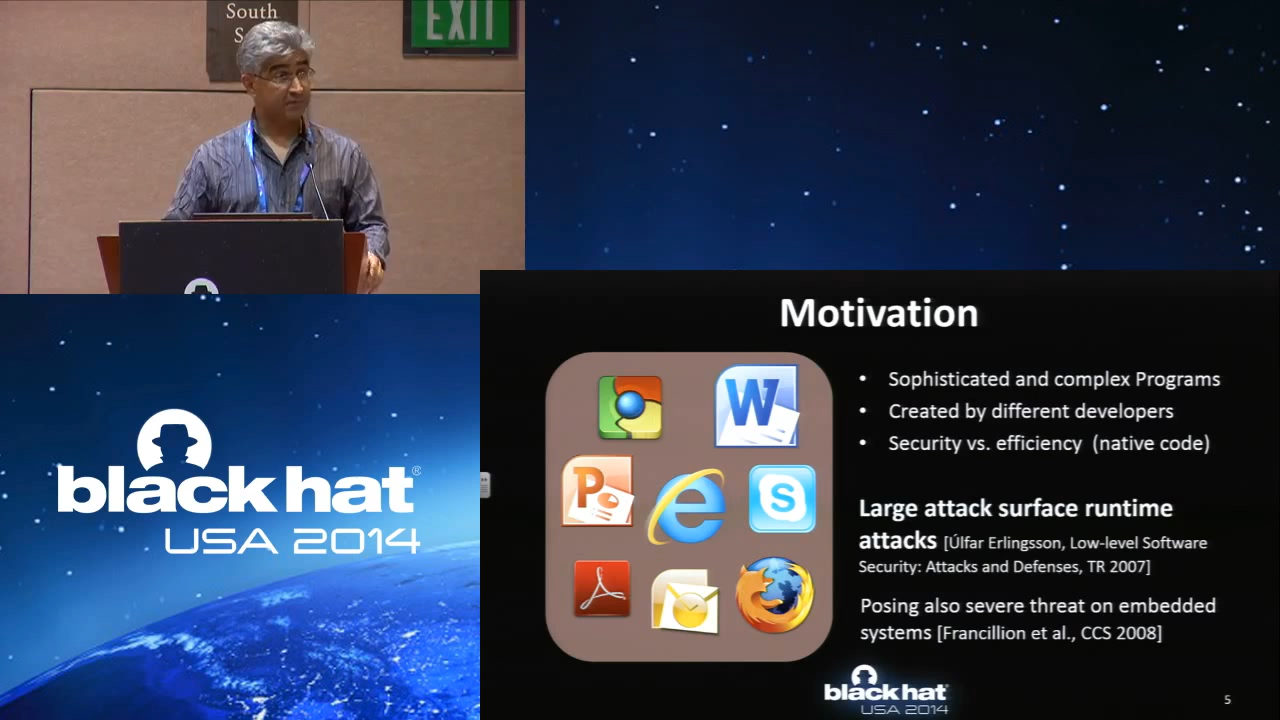 South
EXIT
black hat®
USA 2014
Motivation
• Sophisticated and complex Programs
• Created by different developers
• Security vs. efficiency (native code)
Large attack surface runtime
attacks [Úlfar Erlingsson, Low-level Software
Security: Attacks and Defenses, TR 2007]
Posing also severe threat on embedded
systems [Francillion et al., CCS 2008]
W
P
e
S
black hat
USA 2014
5